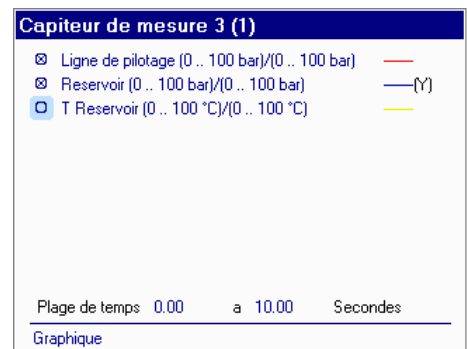 Capiteur de mesure 3 (1)
Ligne de pilotage (0 .. 100 bar)/(0 .. 100 bar)
Reservoir (0 .. 100 bar)/(0 .. 100 bar) (Y)
T Reservoir (0 .. 100 °C)/(0 .. 100 °C)
Plage de temps 0.00 a 10.00 Secondes
Graphique